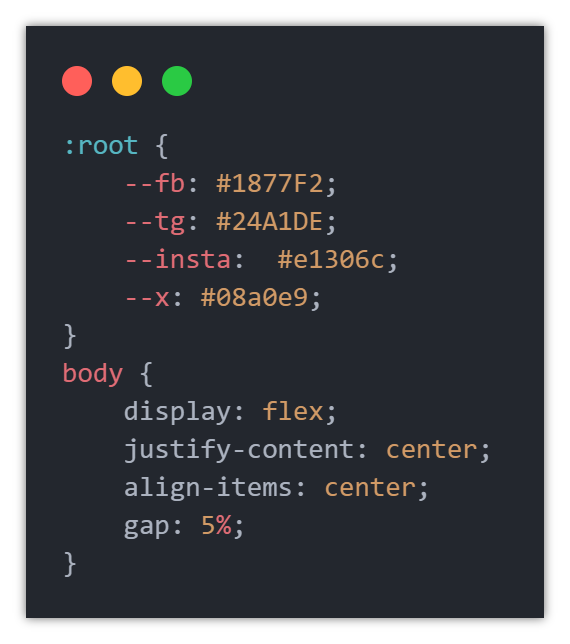 :root {
    --fb: #1877F2;
    --tg: #24A1DE;
    --insta:  #e1306c;
    --x: #08a0e9;
}
body {
    display: flex;
    justify-content: center;
    align-items: center;
    gap: 5%;
}